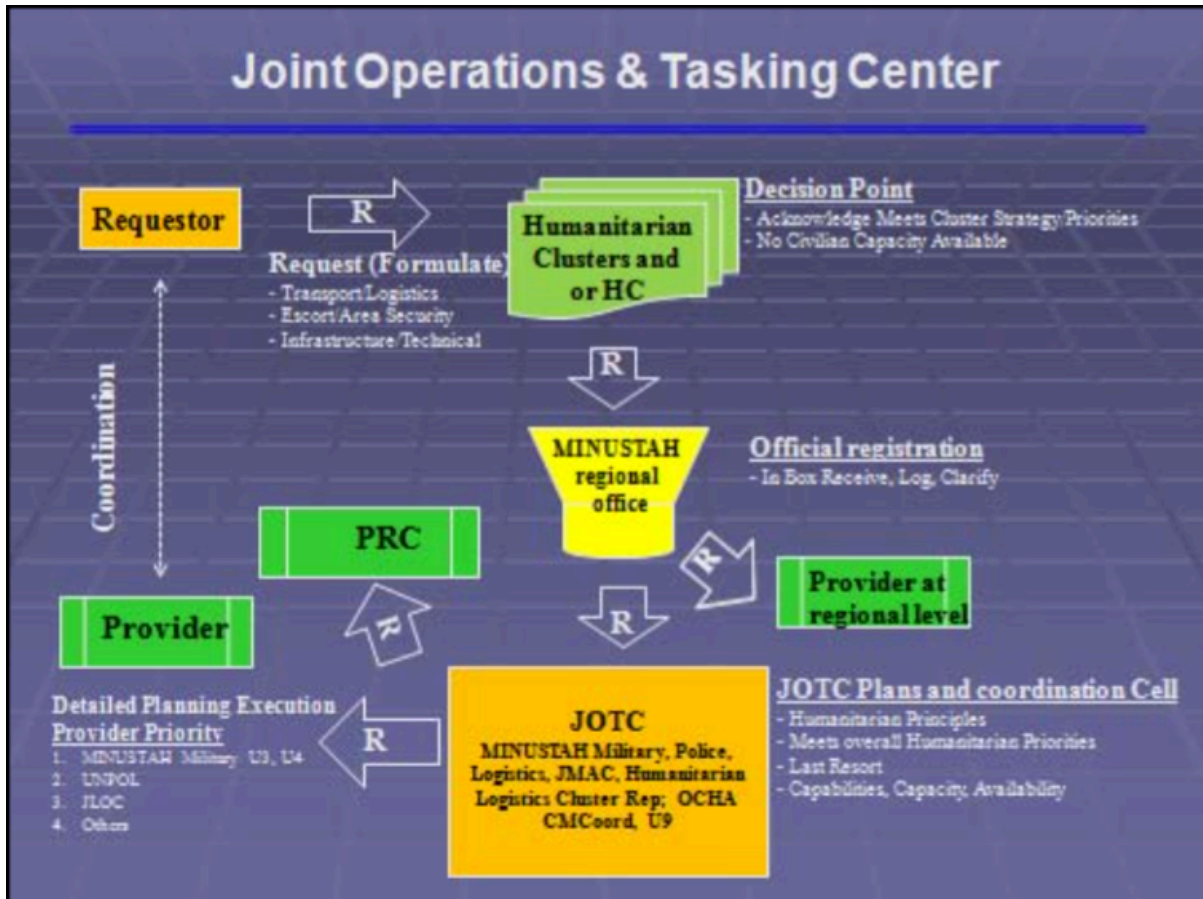 Joint Operations & Tasking Center
Requestor
R
Request (Formulate)
- Transport/Logistics
- Escort/Area Security
- Infrastructure/Technical
Humanitarian
Clusters and
or HC
Decision Point
- Acknowledge Meets Cluster Strategy/Priorities
- No Civilian Capacity Available
R
MINUSTAH
regional
office
Official registration
- In Box Receive, Log, Clarify
Coordination
PRC
R
Provider at
regional level
R
R
Provider
Detailed Planning Execution
Provider Priority
1. MINUSTAH Military U3, U4
2. UNPOL
3. JLOC
4. Others
R
JOTC
MINUSTAH Military, Police,
Logistics, JMAC, Humanitarian
Logistics Cluster Rep; OCHA
CMCoord, U9
JOTC Plans and coordination Cell
- Humanitarian Principles
- Meets overall Humanitarian Priorities
- Last Resort
- Capabilities, Capacity, Availability